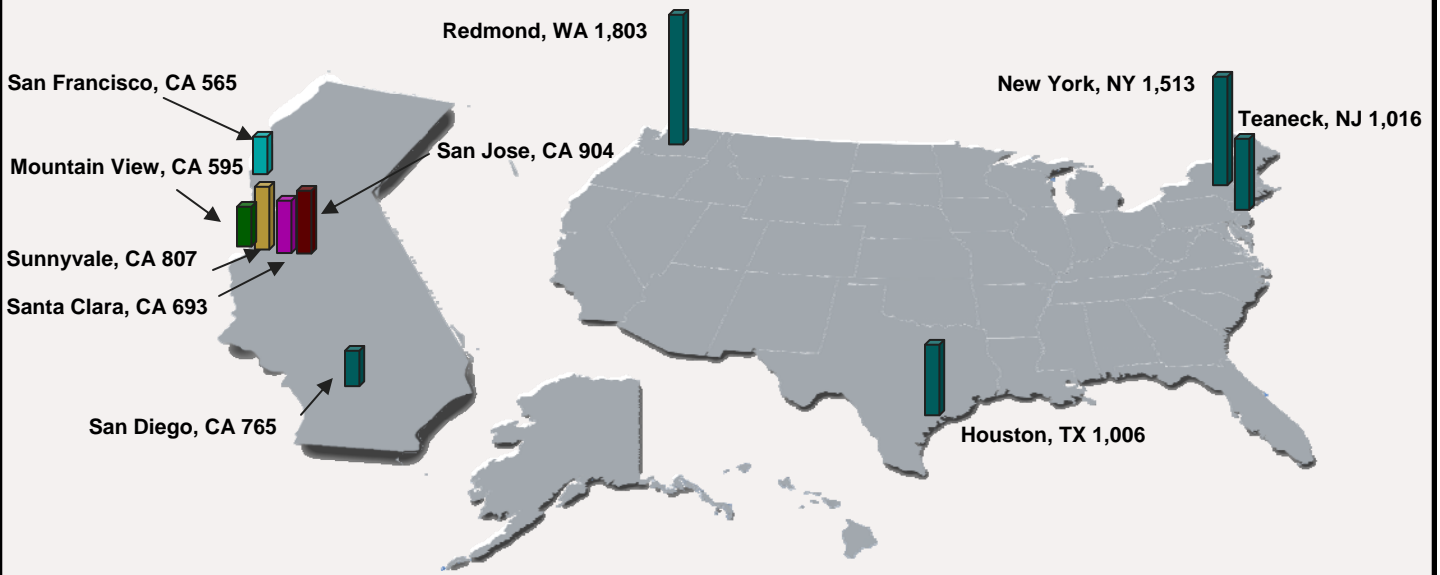 Redmond, WA 1,803
San Francisco, CA 565
New York, NY 1,513
Teaneck, NJ 1,016
Mountain View, CA 595
San Jose, CA 904
Sunnyvale, CA 807
Santa Clara, CA 693
San Diego, CA 765
Houston, TX 1,006